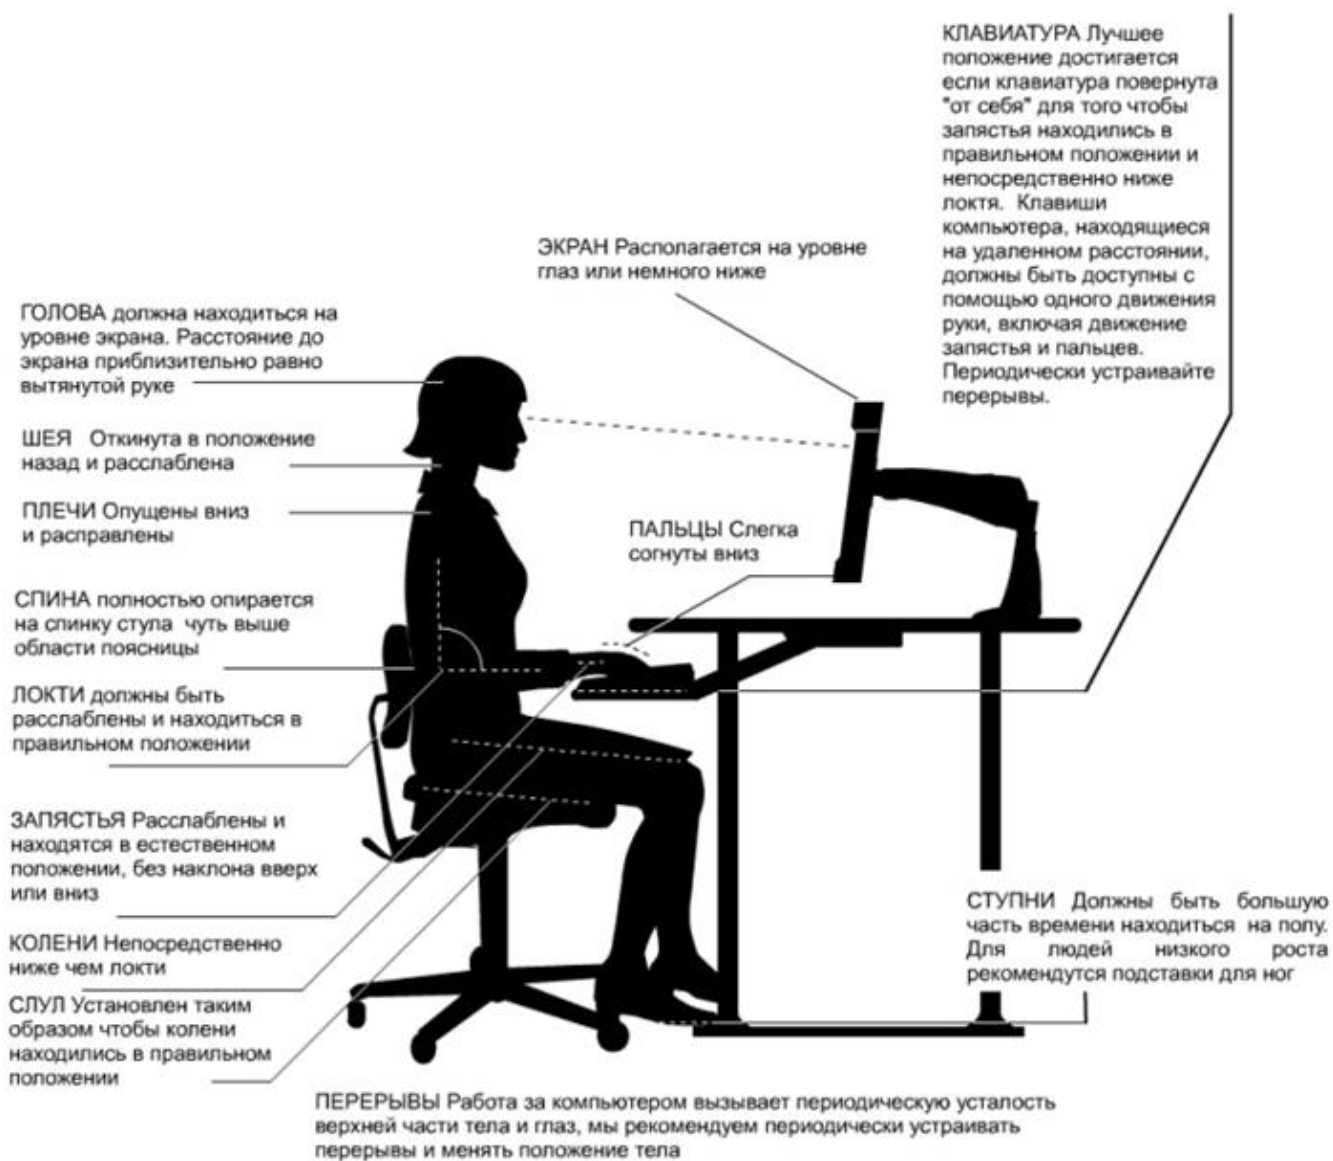 КЛАВИАТУРА Лучшее
положение достигается
если клавиатура повернута
"от себя" для того чтобы
запястья находились в
правильном положении и
непосредственно ниже
локтя. Клавиши
компьютера, находящиеся
на удаленном расстоянии,
должны быть доступны с
помощью одного движения
руки, включая движение
запястья и пальцев.
Периодически устраивайте
перерывы.
ЭКРАН Располагается на уровне
глаз или немного ниже
ГОЛОВА должна находиться на
уровне экрана. Расстояние до
экрана приблизительно равно
вытянутой руке
ШЕЯ Откинута в положение
назад и расслаблена
ПЛЕЧИ Опущены вниз
и расправлены
ПАЛЬЦЫ Слегка
согнуты вниз
СПИНА полностью опирается
на спинку стула чуть выше
области поясницы
ЛОКТИ должны быть
расслаблены и находиться в
правильном положении
ЗАПЯСТЬЯ Расслаблены и
находятся в естественном
положении, без наклона вверх
или вниз
КОЛЕНИ Непосредственно
ниже чем локти
СЛУЛ Установлен таким
образом чтобы колени
находились в правильном
положении
СТУПНИ Должны быть большую
часть времени находиться на полу.
Для людей низкого роста
рекомендутся подставки для ног
ПЕРЕРЫВЫ Работа за компьютером вызывает периодическую усталость
верхней части тела и глаз, мы рекомендуем периодически устраивать
перерывы и менять положение тела